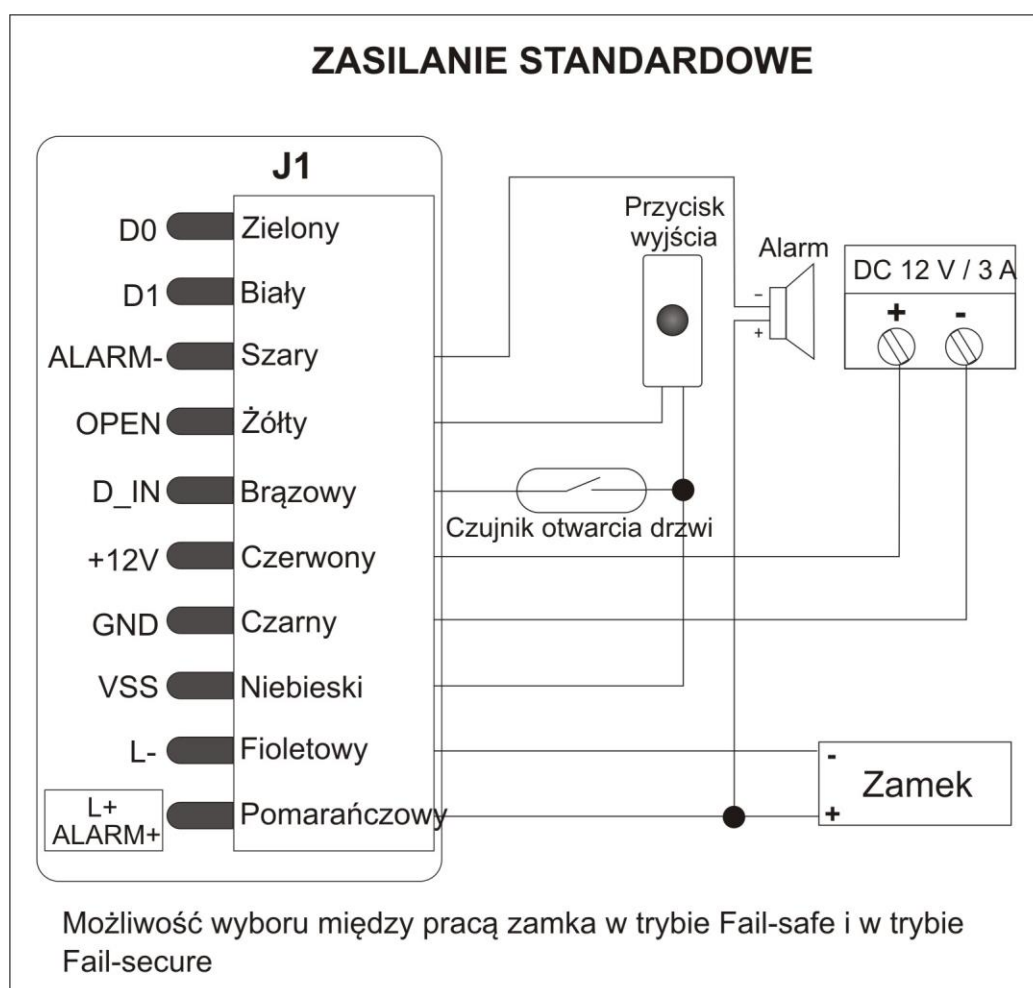 ZASILANIE STANDARDOWE
J1
D0 Zielony
D1 Biały
ALARM- Szary
OPEN Żółty
D_IN Brązowy
+12V Czerwony
GND Czarny
VSS Niebieski
L- Fioletowy
L+
ALARM+
Pomarańczowy
Przycisk
wyjścia
Alarm
-
+
DC 12 V / 3 A
+ -
Czujnik otwarcia drzwi
-
Zamek
+
Możliwość wyboru między pracą zamka w trybie Fail-safe i w trybie
Fail-secure